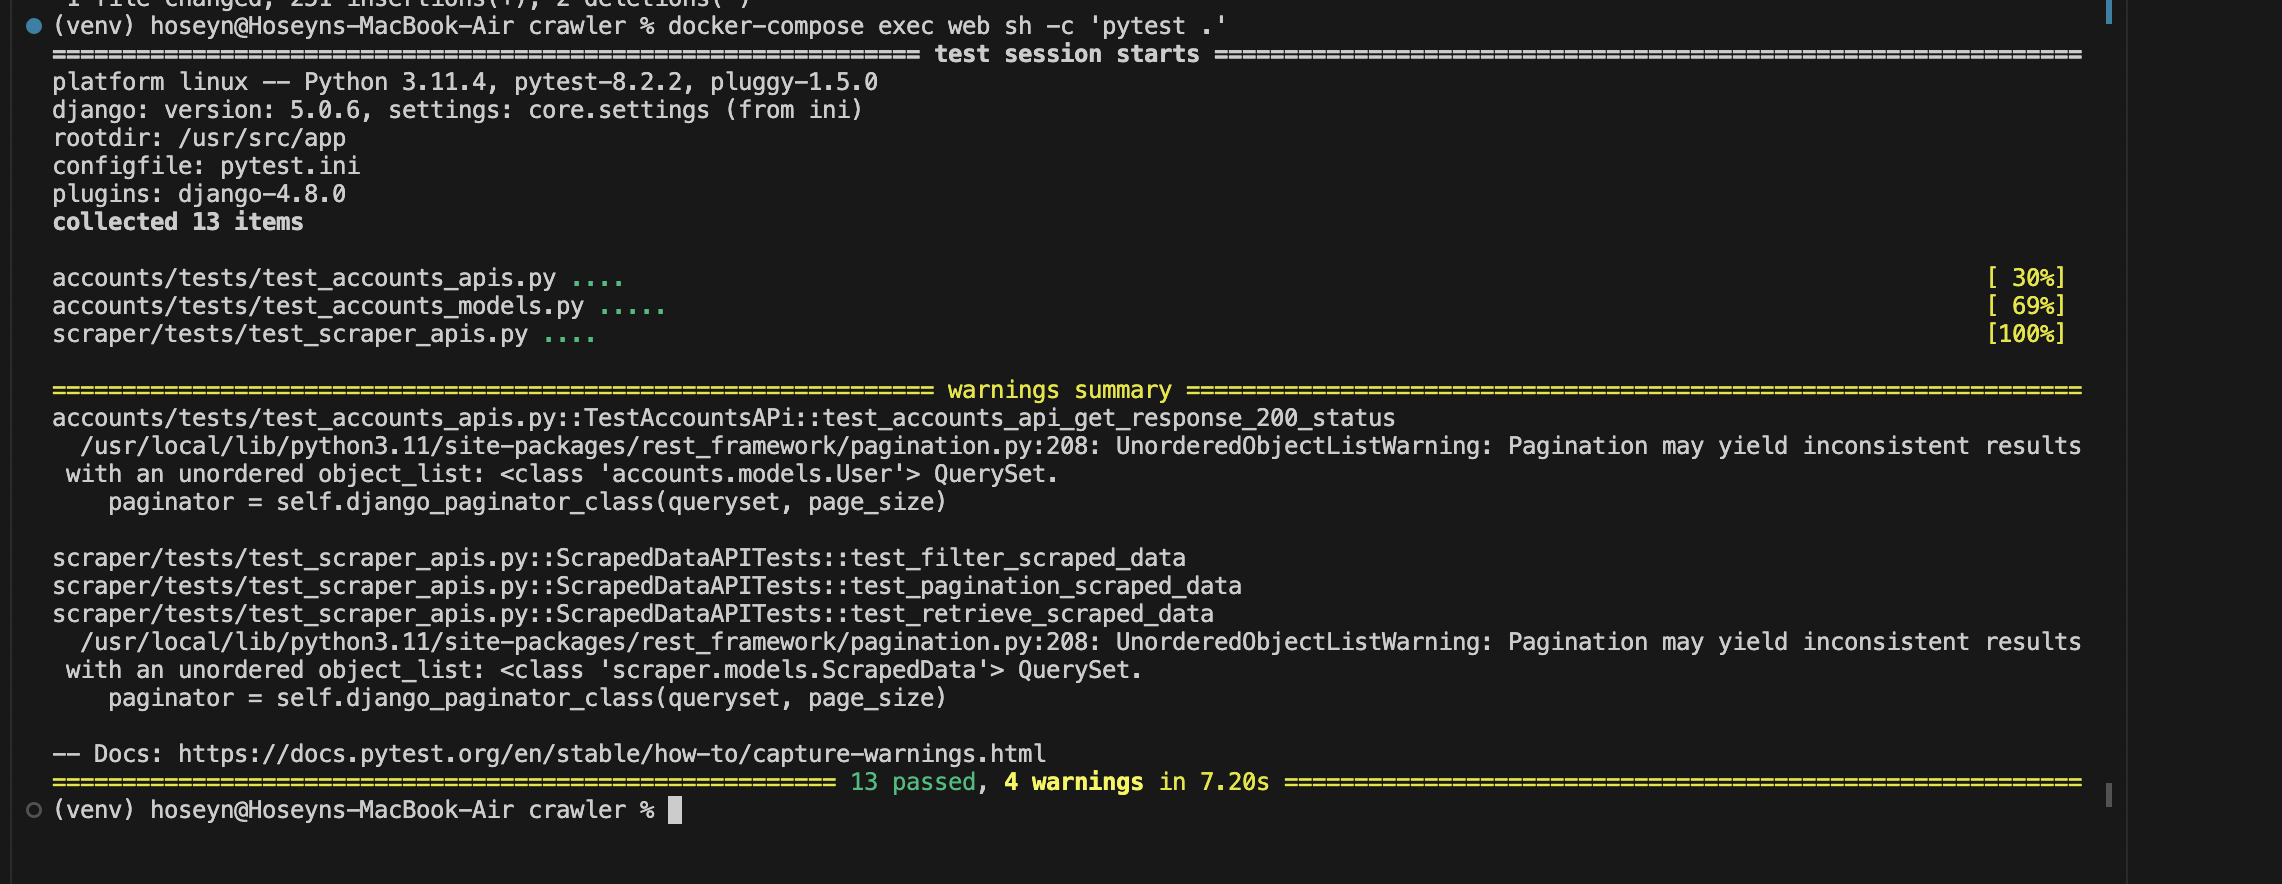 1 file changed, 251 insertions(+), 2 deletions(-)
(venv) hoseyn@Hoseyns-MacBook-Air crawler % docker-compose exec web sh -c 'pytest .'
============================================================== test session starts ==============================================================
platform linux -- Python 3.11.4, pytest-8.2.2, pluggy-1.5.0
django: version: 5.0.6, settings: core.settings (from ini)
rootdir: /usr/src/app
configfile: pytest.ini
plugins: django-4.8.0
collected 13 items
accounts/tests/test_accounts_apis.py .... [ 30%]
accounts/tests/test_accounts_models.py ..... [ 69%]
scraper/tests/test_scraper_apis.py .... [100%]
=============================================================== warnings summary ================================================================
accounts/tests/test_accounts_apis.py::TestAccountsAPi::test_accounts_api_get_response_200_status
/usr/local/lib/python3.11/site-packages/rest_framework/pagination.py:208: UnorderedObjectListWarning: Pagination may yield inconsistent results
with an unordered object_list: <class 'accounts.models.User'> QuerySet.
paginator = self.django_paginator_class(queryset, page_size)
scraper/tests/test_scraper_apis.py::ScrapedDataAPITests::test_filter_scraped_data
scraper/tests/test_scraper_apis.py::ScrapedDataAPITests::test_pagination_scraped_data
scraper/tests/test_scraper_apis.py::ScrapedDataAPITests::test_retrieve_scraped_data
/usr/local/lib/python3.11/site-packages/rest_framework/pagination.py:208: UnorderedObjectListWarning: Pagination may yield inconsistent results
with an unordered object_list: <class 'scraper.models.ScrapedData'> QuerySet.
paginator = self.django_paginator_class(queryset, page_size)
-- Docs: https://docs.pytest.org/en/stable/how-to/capture-warnings.html
======================================================== 13 passed, 4 warnings in 7.20s =========================================================
(venv) hoseyn@Hoseyns-MacBook-Air crawler %